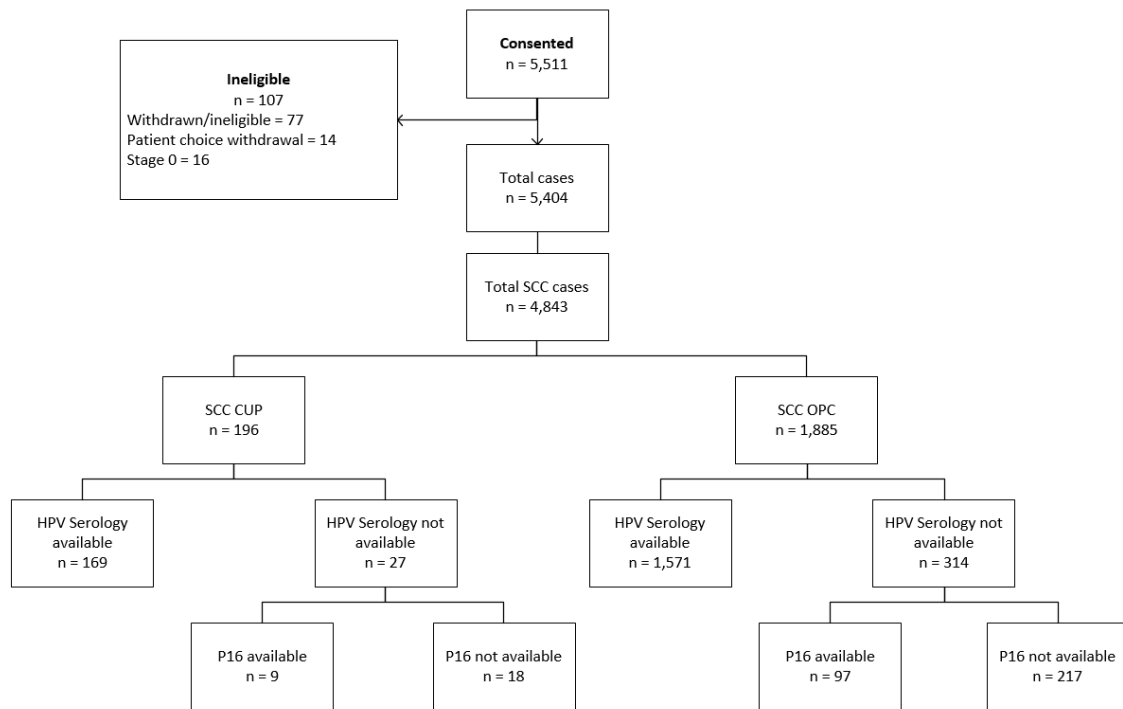 Consented
n = 5,511
Ineligible
n = 107
Withdrawn/ineligible = 77
Patient choice withdrawal = 14
Stage 0 = 16
Total cases
n = 5,404
Total SCC cases
n = 4,843
SCC CUP
n = 196
SCC OPC
n = 1,885
HPV Serology
available
n = 169
HPV Serology not
available
n = 27
HPV Serology
available
n = 1,571
HPV Serology not
available
n = 314
P16 available
n = 9
P16 not available
n = 18
P16 available
n = 97
P16 not available
n = 217